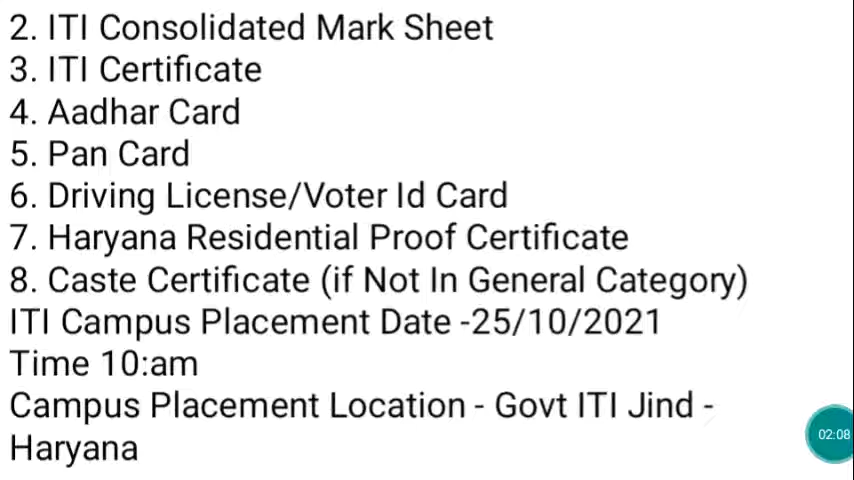 2. ITI Consolidated Mark Sheet
3. ITI Certificate
4. Aadhar Card
5. Pan Card
6. Driving License/Voter Id Card
7. Haryana Residential Proof Certificate
8. Caste Certificate (if Not In General Category)
ITI Campus Placement Date -25/10/2021
Time 10:am
Campus Placement Location - Govt ITI Jind -
Haryana
02:08